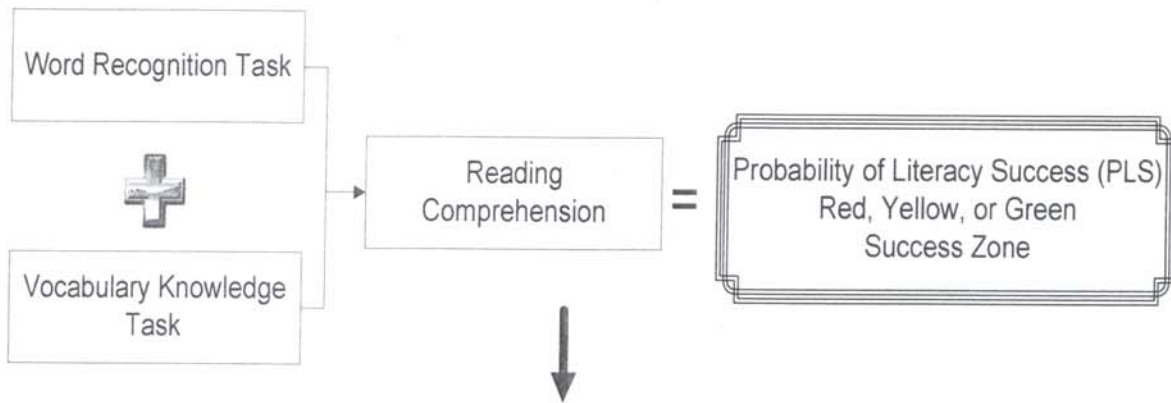 Word Recognition Task
Vocabulary Knowledge
Task
Reading
Comprehension
=
Probability of Literacy Success (PLS)
Red, Yellow, or Green
Success Zone